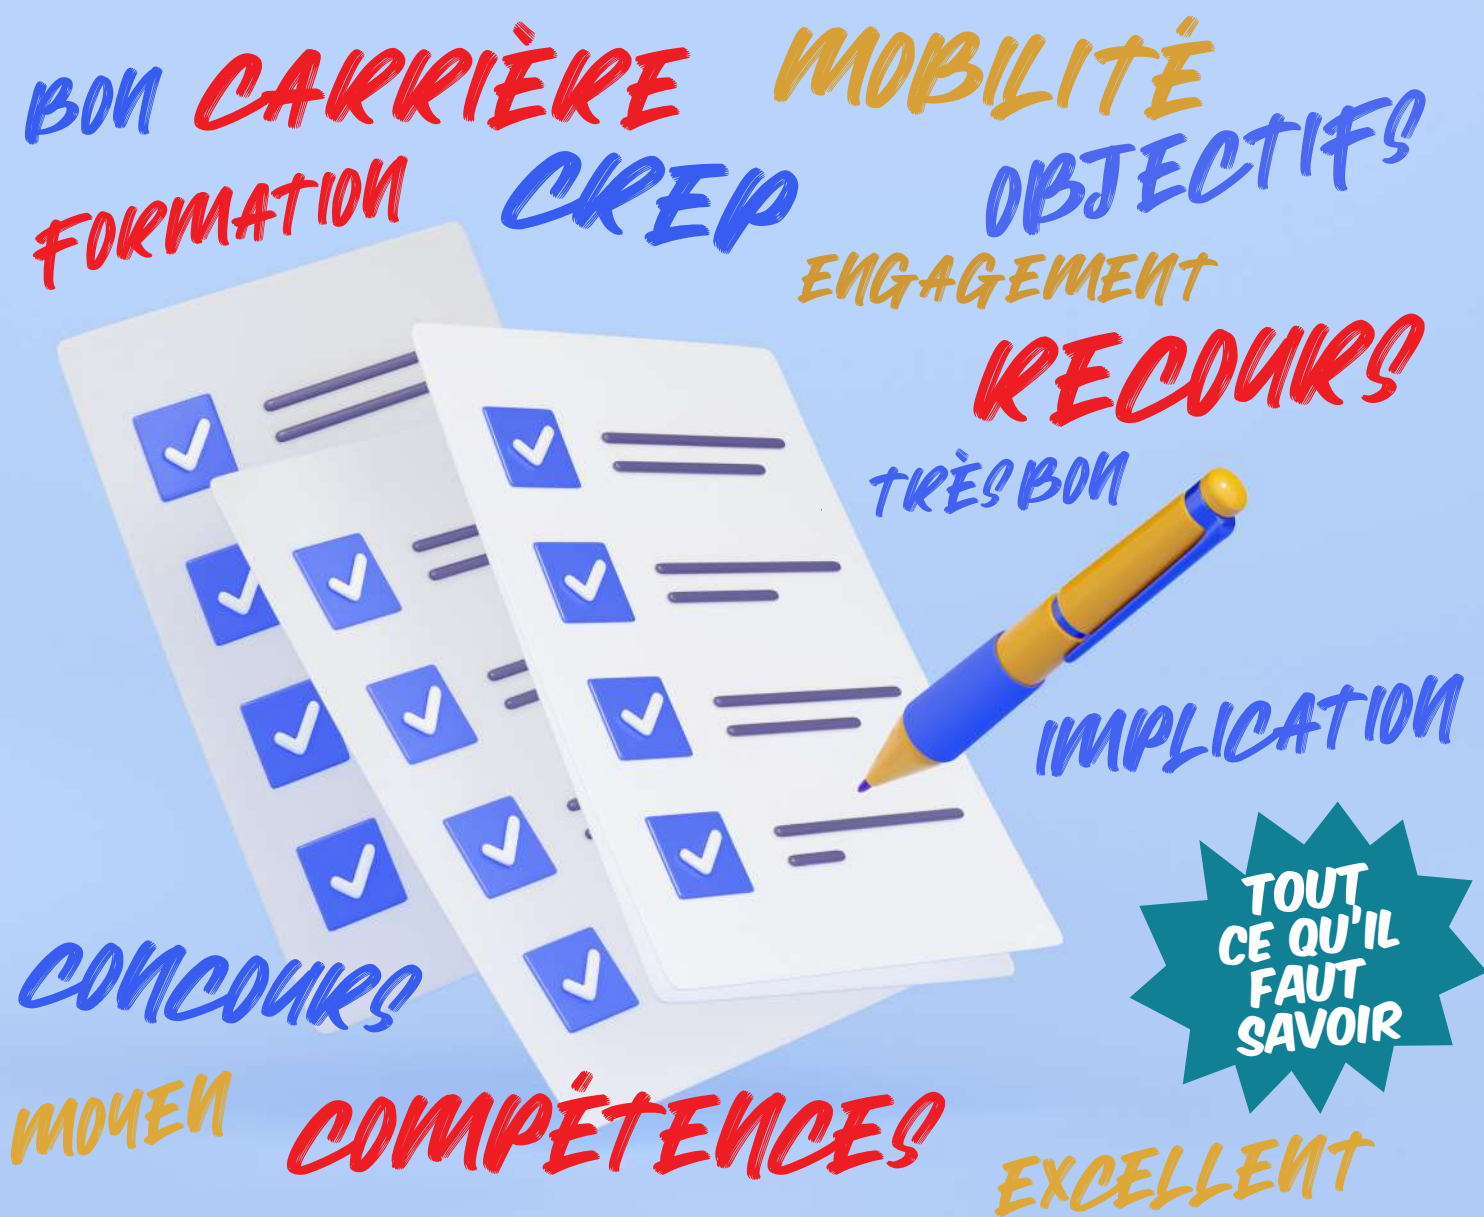 BON
CARRIÈRE
MOBILITÉ
OBJECTIFS
FORMATION
CREP
ENGAGEMENT
RECOURS
TRÈS BON
IMPLICATION
TOUT
CE QU'IL
FAUT
SAVOIR
CONCOURS
MOYEN
COMPÉTENCES
EXCELLENT